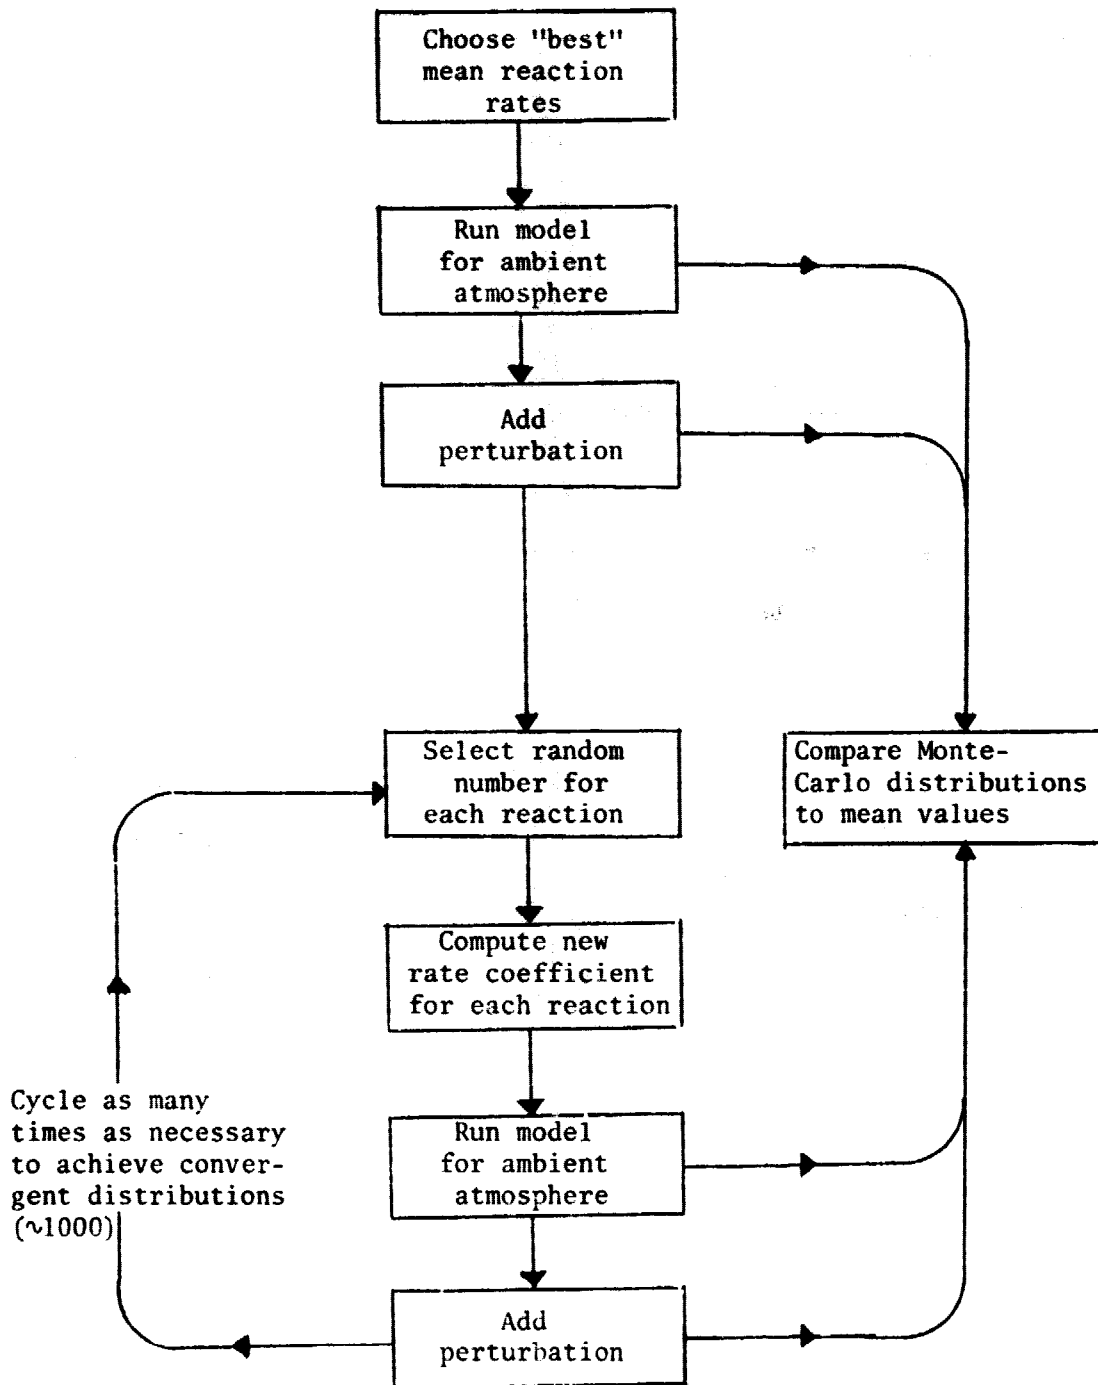 Choose "best"
mean reaction
rates
Run model
for ambient
atmosphere
Add
perturbation
Select random
number for
each reaction
Compare Monte-
Carlo distributions
to mean values
Compute new
rate coefficient
for each reaction
Cycle as many
times as necessary
to achieve conver-
gent distributions
(~1000)
Run model
for ambient
atmosphere
Add
perturbation